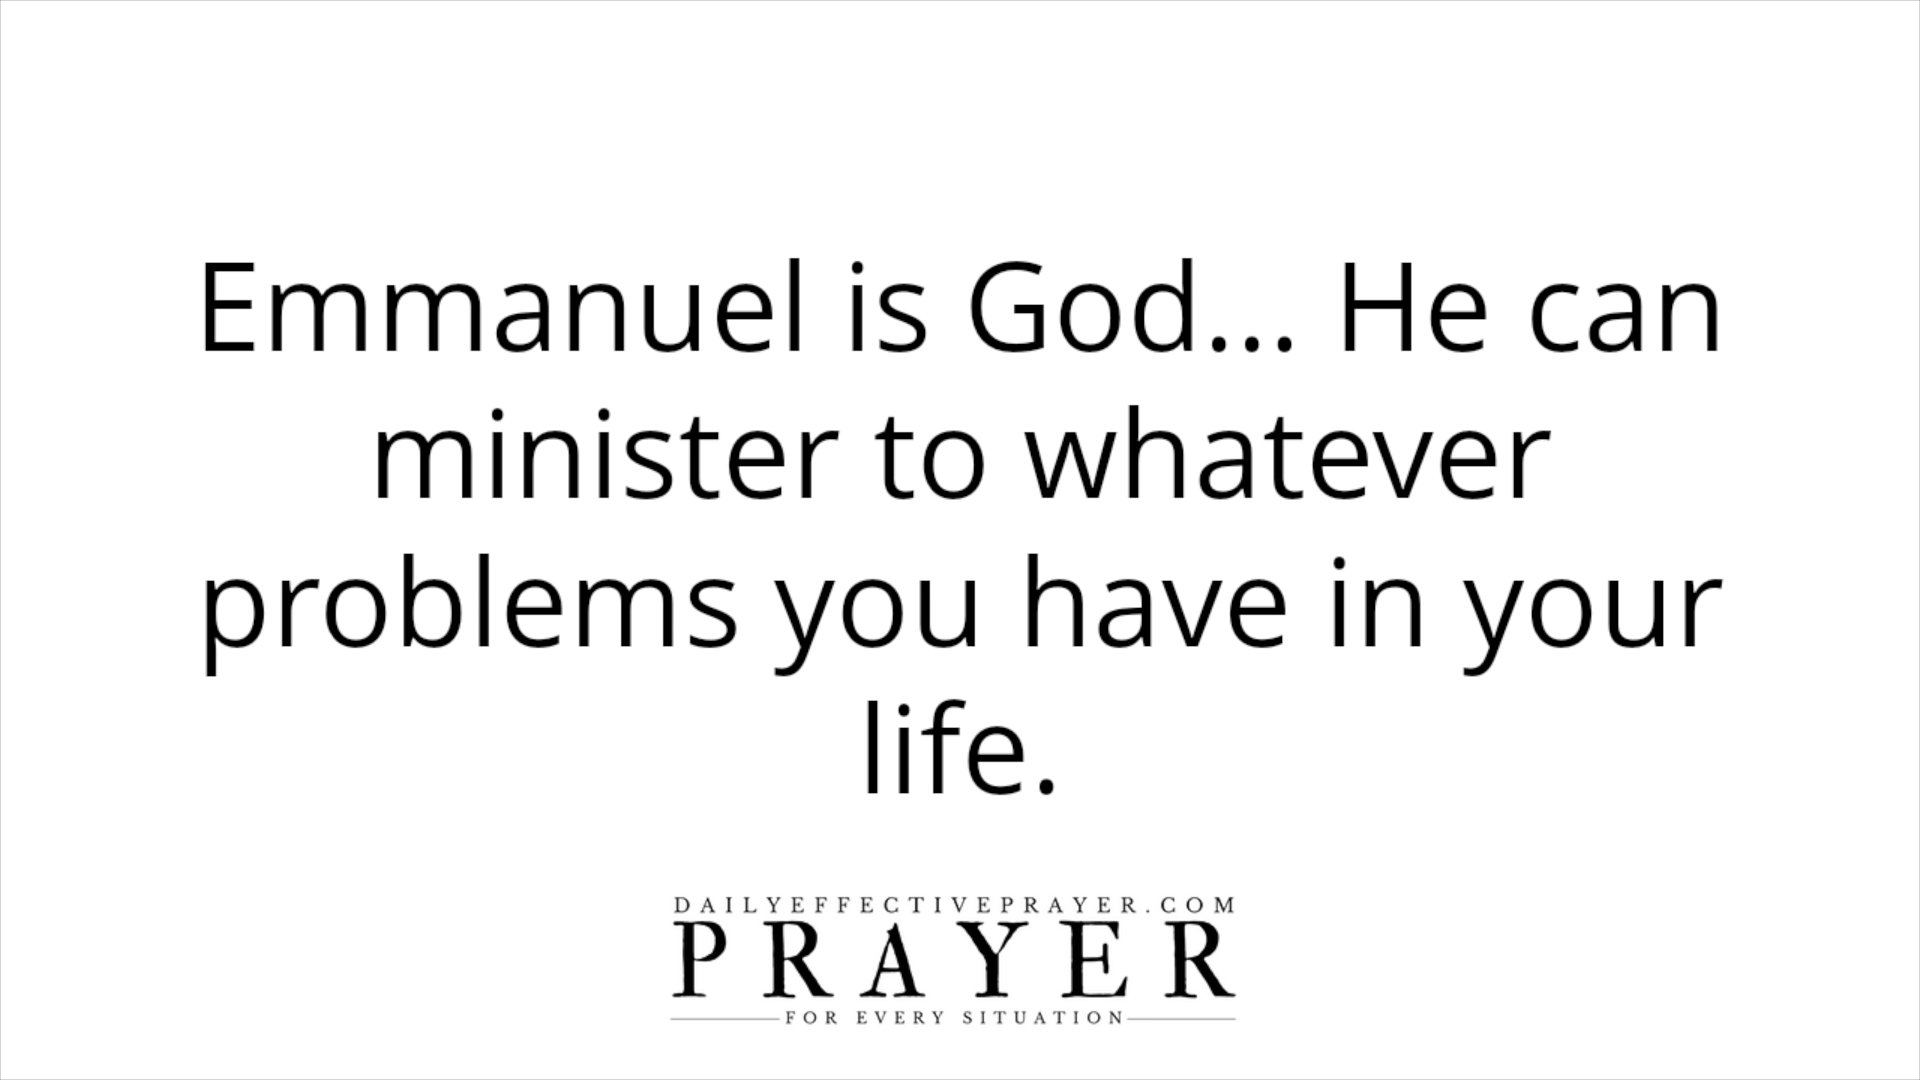 Emmanuel is God... He can
minister to whatever
problems you have in your
life.
DAILYEFFECTIVEPRAYER.COM
PRAYER
FOR EVERY SITUATION